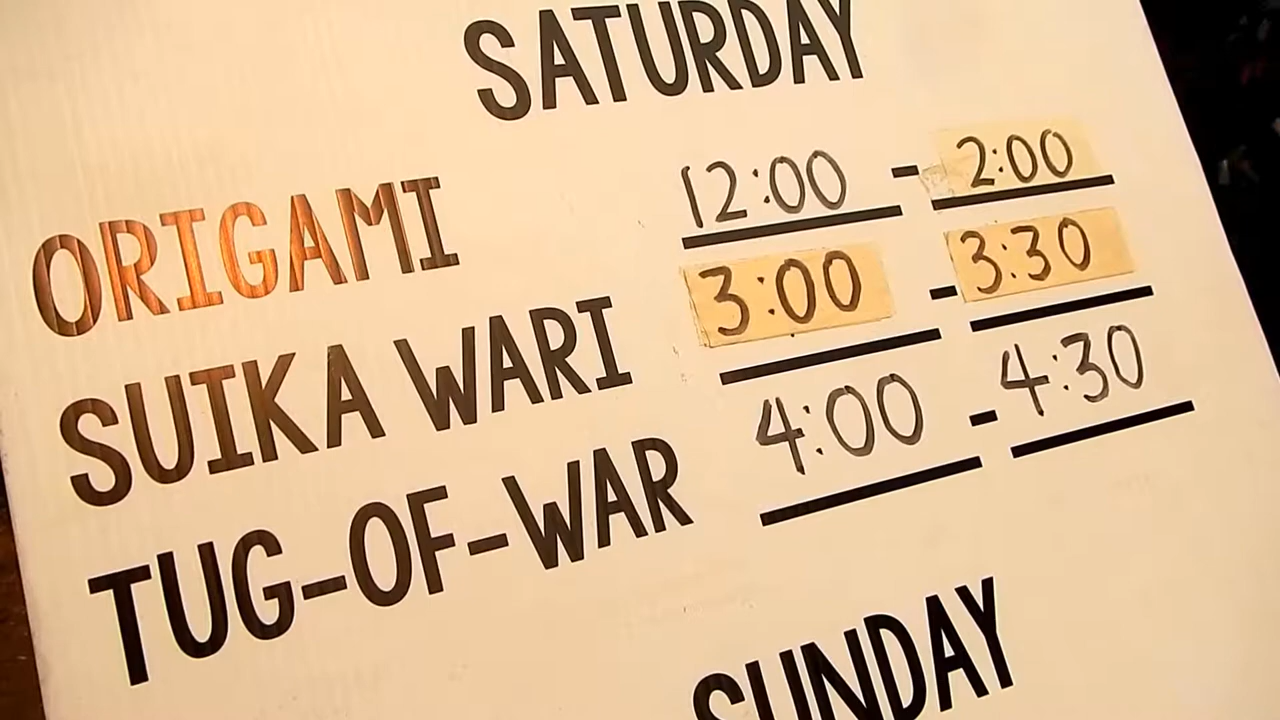 SATURDAY
ORIGAMI 12:00 - 2:00
SUIKA WARI 3:00 - 3:30
TUG-OF-WAR 4:00 - 4:30
SUNDAY